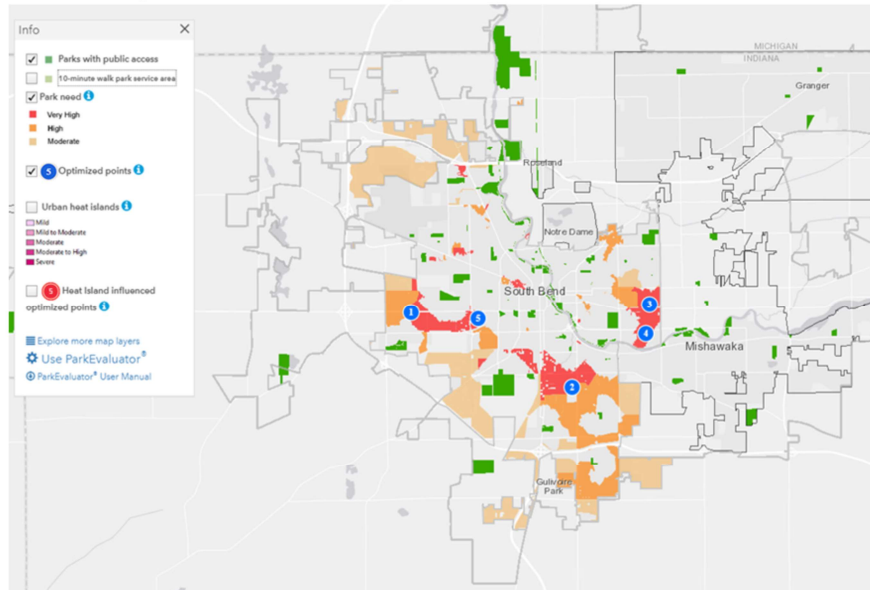 Info
Parks with public access
10-minute walk park service area
Park need
Very High
High
Moderate
5 Optimized points
Urban heat islands
Mild
Mild to Moderate
Moderate
Moderate to High
Severe
5 Heat Island influenced
optimized points
Explore more map layers
Use ParkEvaluator®
ParkEvaluator® User Manual
MICHIGAN
INDIANA
Granger
Roseland
Notre Dame
South Bend
3
1
5
4
Mishawaka
2
Gulivoire
Park